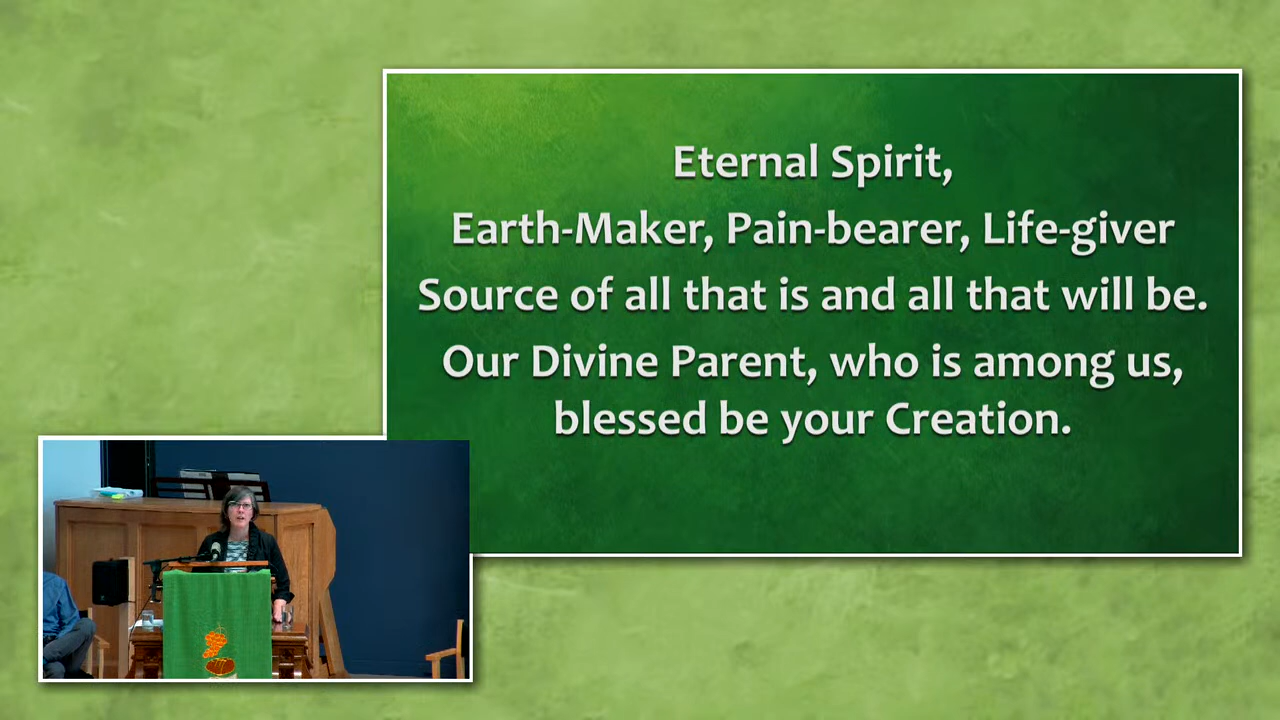 Eternal Spirit,
Earth-Maker, Pain-bearer, Life-giver
Source of all that is and all that will be.
Our Divine Parent, who is among us,
blessed be your Creation.